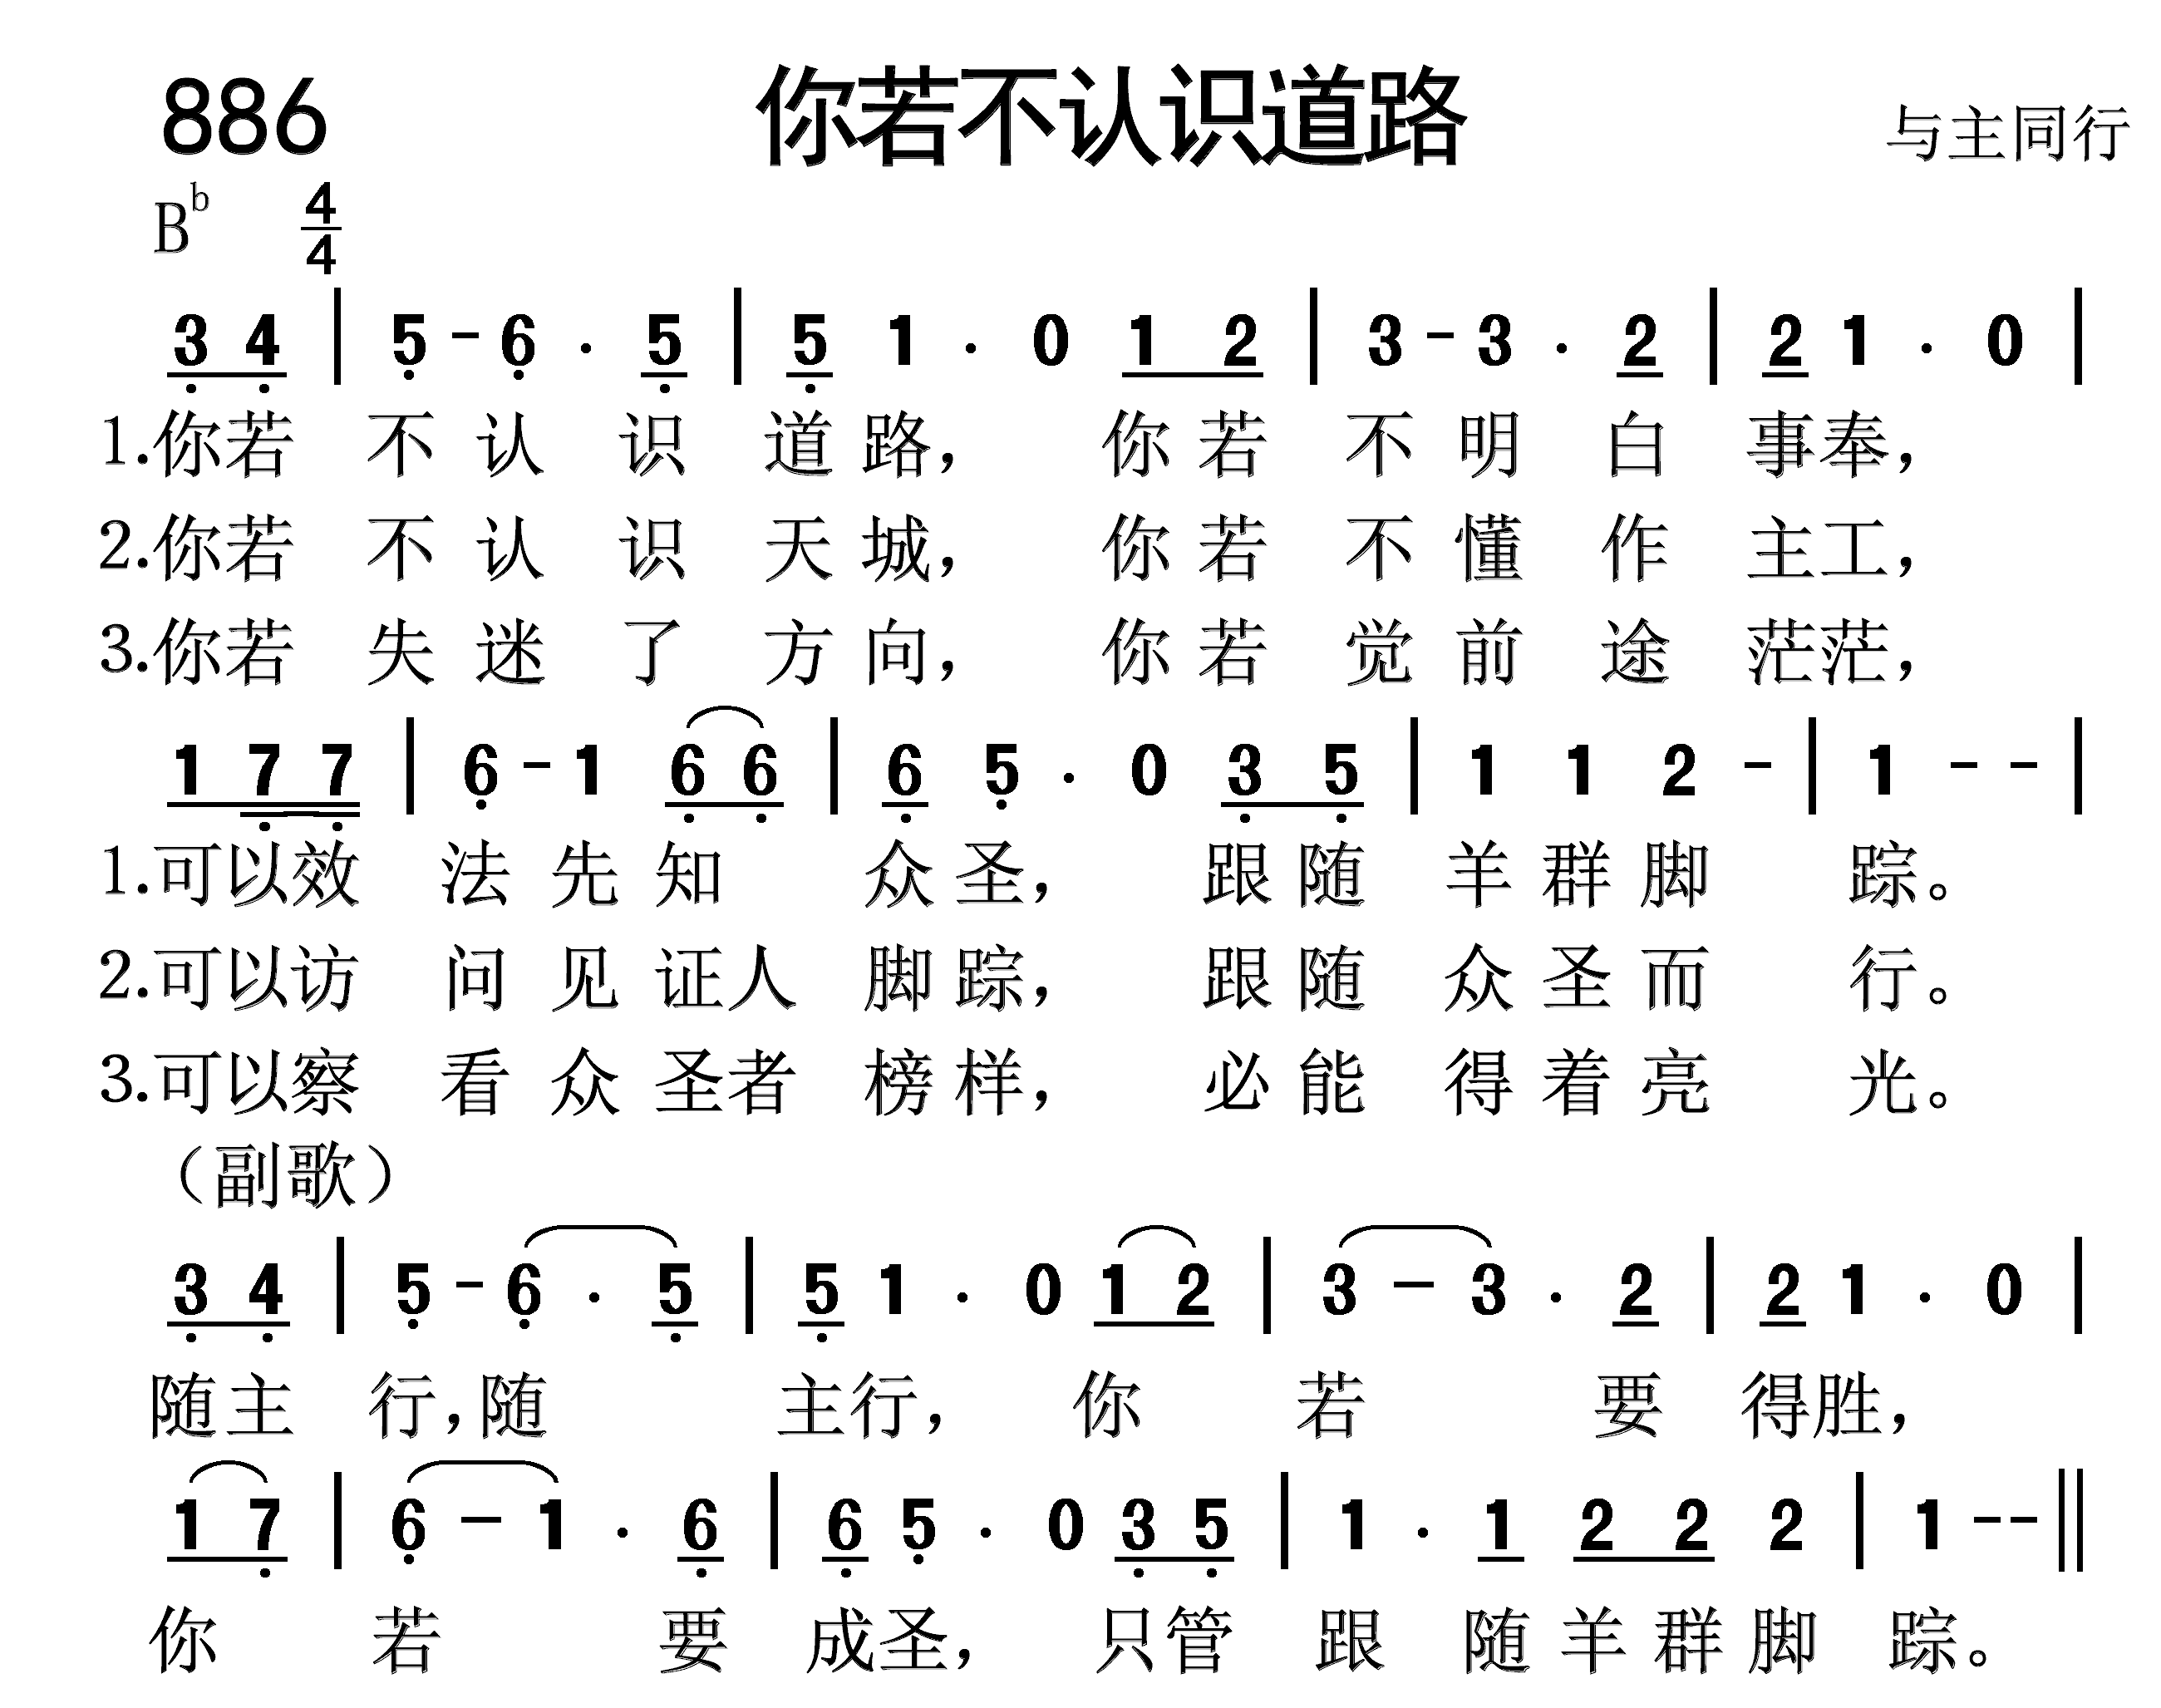 886 你若不认识道路 与主同行
B♭ 4/4
3 4 | 5 - 6 . 5 | 5 1 . 0 1 2 | 3 - 3 . 2 | 2 1 . 0 |
1.你若 不 认 识 道 路， 你 若 不 明 白 事奉，
2.你若 不 认 识 天 城， 你 若 不 懂 作 主工，
3.你若 失 迷 了 方 向， 你 若 觉 前 途 茫茫，
1 7 7 | 6 - 1 6 6 | 6 5 . 0 3 5 | 1 1 2 - | 1 - - |
1.可以效 法 先 知 众 圣， 跟 随 羊 群 脚 踪。
2.可以访 问 见 证人 脚 踪， 跟 随 众 圣 而 行。
3.可以察 看 众 圣者 榜 样， 必 能 得 着 亮 光。
（副歌）
3 4 | 5 - 6 . 5 | 5 1 . 0 1 2 | 3 - 3 . 2 | 2 1 . 0 |
随主 行，随 主行， 你 若 要 得胜，
1 7 | 6 - 1 . 6 | 6 5 . 0 3 5 | 1 . 1 2 2 2 | 1 - - ‖
你 若 要 成圣， 只管 跟 随 羊 群 脚 踪。